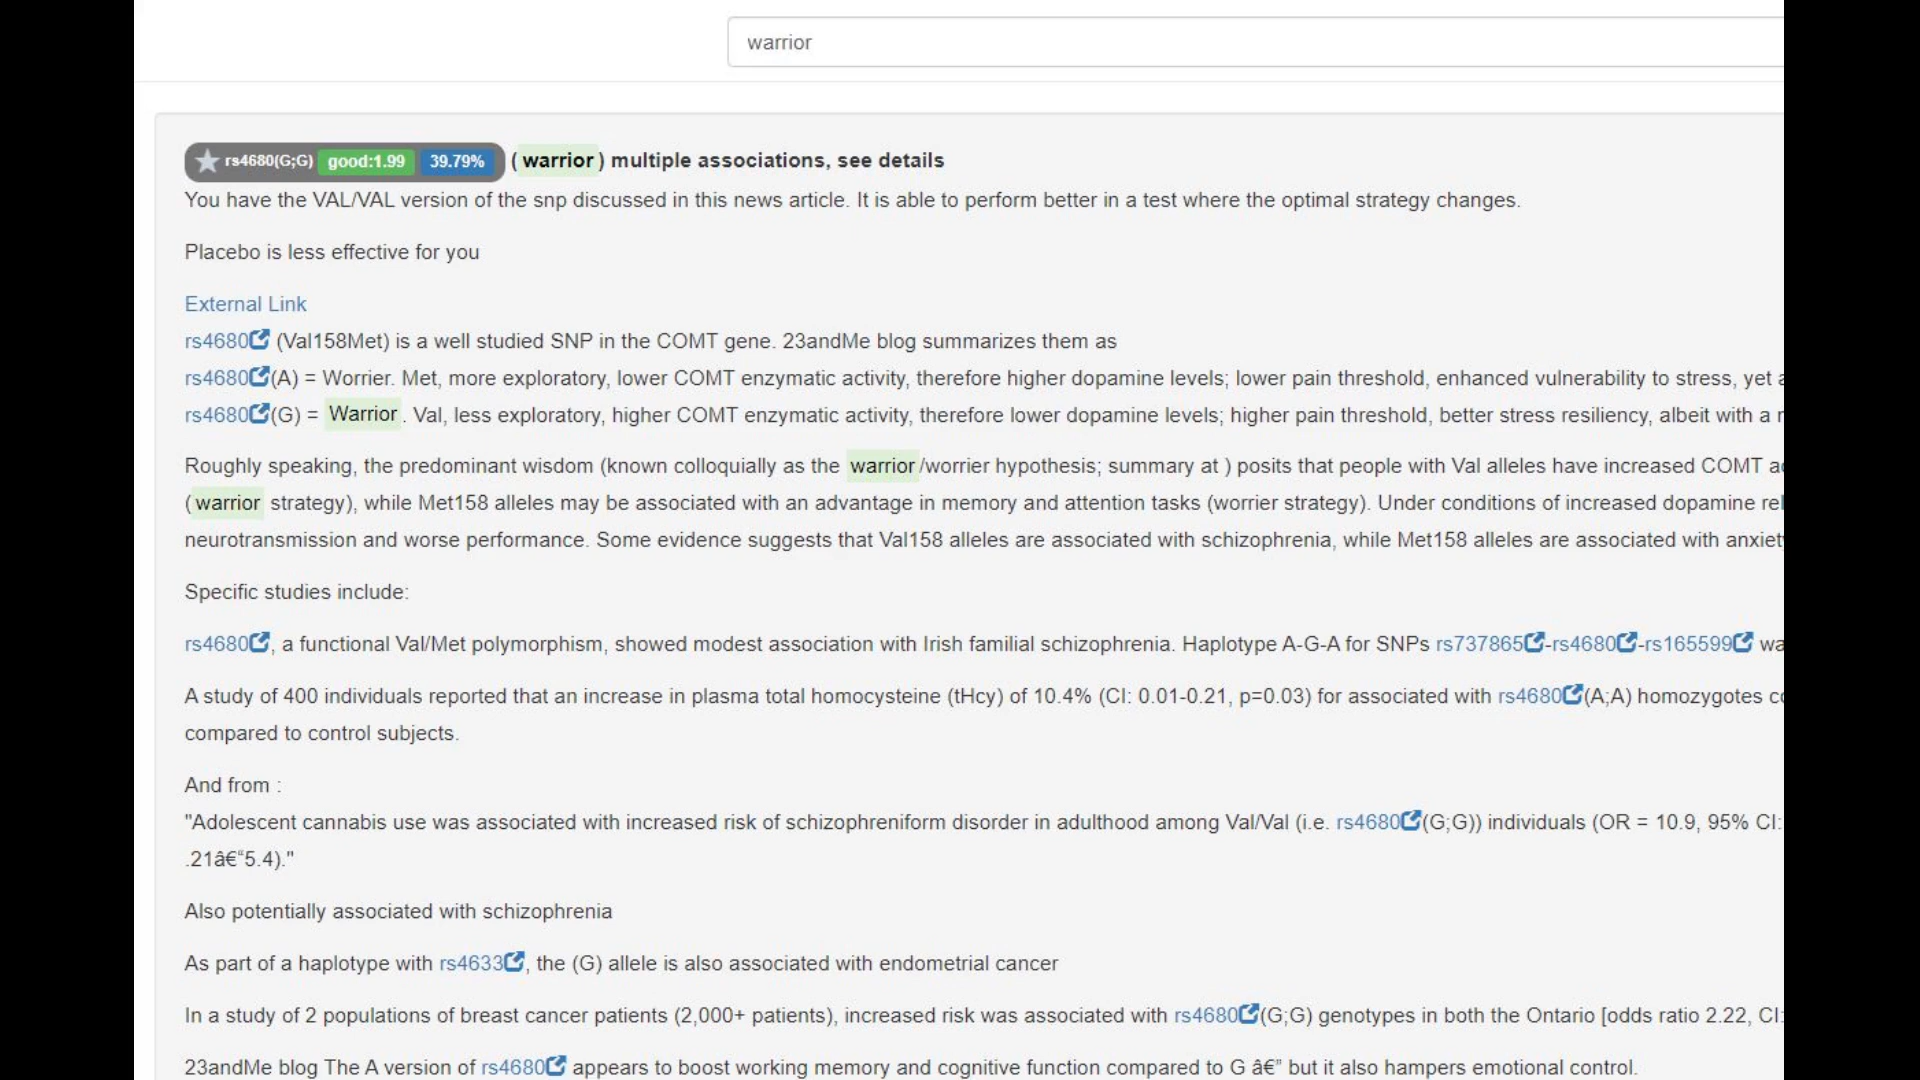 warrior
rs4680(G;G) good:1.99 39.79% ( warrior ) multiple associations, see details
You have the VAL/VAL version of the snp discussed in this news article. It is able to perform better in a test where the optimal strategy changes.
Placebo is less effective for you
External Link
rs4680 (Val158Met) is a well studied SNP in the COMT gene. 23andMe blog summarizes them as
rs4680(A) = Worrier. Met, more exploratory, lower COMT enzymatic activity, therefore higher dopamine levels; lower pain threshold, enhanced vulnerability to stress, yet
rs4680(G) = Warrior . Val, less exploratory, higher COMT enzymatic activity, therefore lower dopamine levels; higher pain threshold, better stress resiliency, albeit with a
Roughly speaking, the predominant wisdom (known colloquially as the warrior /worrier hypothesis; summary at ) posits that people with Val alleles have increased COMT
( warrior strategy), while Met158 alleles may be associated with an advantage in memory and attention tasks (worrier strategy). Under conditions of increased dopamine
neurotransmission and worse performance. Some evidence suggests that Val158 alleles are associated with schizophrenia, while Met158 alleles are associated with
Specific studies include:
rs4680, a functional Val/Met polymorphism, showed modest association with Irish familial schizophrenia. Haplotype A-G-A for SNPs rs737865-rs4680-rs165599
A study of 400 individuals reported that an increase in plasma total homocysteine (tHcy) of 10.4% (CI: 0.01-0.21, p=0.03) for associated with rs4680(A;A) homozygotes
compared to control subjects.
And from :
"Adolescent cannabis use was associated with increased risk of schizophreniform disorder in adulthood among Val/Val (i.e. rs4680(G;G)) individuals (OR = 10.9, 95% CI:
.21â€“5.4)."
Also potentially associated with schizophrenia
As part of a haplotype with rs4633, the (G) allele is also associated with endometrial cancer
In a study of 2 populations of breast cancer patients (2,000+ patients), increased risk was associated with rs4680(G;G) genotypes in both the Ontario [odds ratio 2.22, CI:
23andMe blog The A version of rs4680 appears to boost working memory and cognitive function compared to G â€” but it also hampers emotional control.